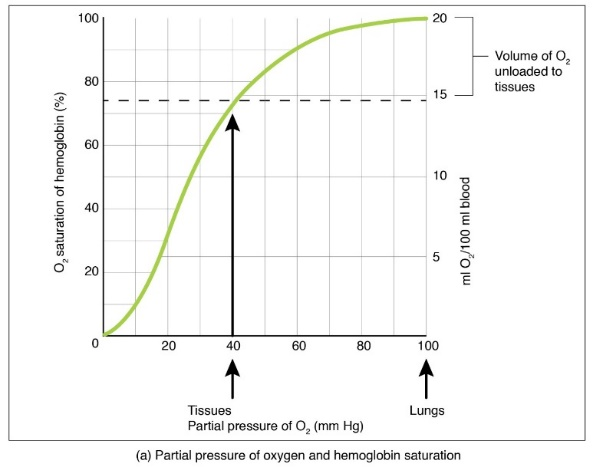 100
80
60
40
20
0
O₂ saturation of hemoglobin (%)
20
15
10
5
ml O₂/100 ml blood
Volume of O₂
unloaded to
tissues
20 40 60 80 100
Tissues Lungs
Partial pressure of O₂ (mm Hg)
(a) Partial pressure of oxygen and hemoglobin saturation